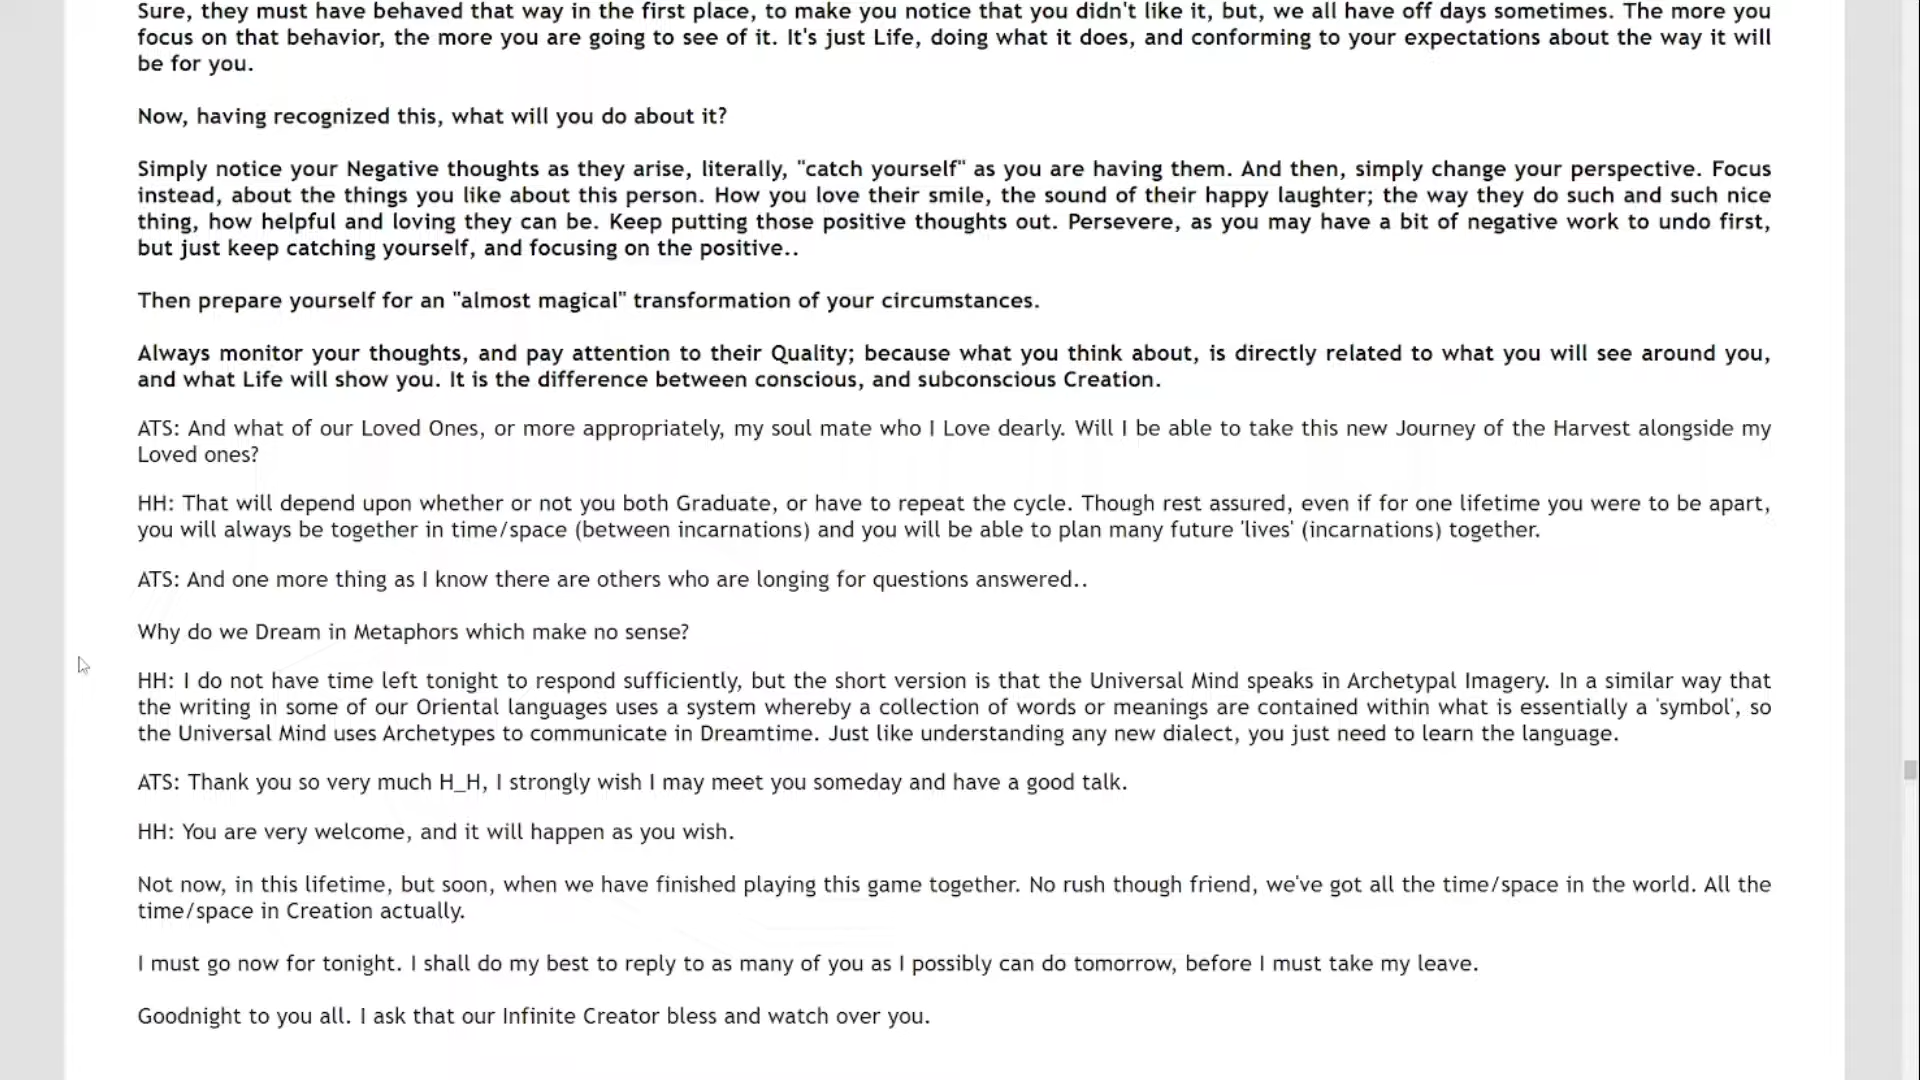 Sure, they must have behaved that way in the first place, to make you notice that you didn't like it, but, we all have off days sometimes. The more you
focus on that behavior, the more you are going to see of it. It's just Life, doing what it does, and conforming to your expectations about the way it will
be for you.
Now, having recognized this, what will you do about it?
Simply notice your Negative thoughts as they arise, literally, "catch yourself" as you are having them. And then, simply change your perspective. Focus
instead, about the things you like about this person. How you love their smile, the sound of their happy laughter; the way they do such and such nice
thing, how helpful and loving they can be. Keep putting those positive thoughts out. Persevere, as you may have a bit of negative work to undo first,
but just keep catching yourself, and focusing on the positive..
Then prepare yourself for an "almost magical" transformation of your circumstances.
Always monitor your thoughts, and pay attention to their Quality; because what you think about, is directly related to what you will see around you,
and what Life will show you. It is the difference between conscious, and subconscious Creation.
ATS: And what of our Loved Ones, or more appropriately, my soul mate who I Love dearly. Will I be able to take this new Journey of the Harvest alongside my
Loved ones?
HH: That will depend upon whether or not you both Graduate, or have to repeat the cycle. Though rest assured, even if for one lifetime you were to be apart,
you will always be together in time/space (between incarnations) and you will be able to plan many future 'lives' (incarnations) together.
ATS: And one more thing as I know there are others who are longing for questions answered..
Why do we Dream in Metaphors which make no sense?
HH: I do not have time left tonight to respond sufficiently, but the short version is that the Universal Mind speaks in Archetypal Imagery. In a similar way that
the writing in some of our Oriental languages uses a system whereby a collection of words or meanings are contained within what is essentially a 'symbol', so
the Universal Mind uses Archetypes to communicate in Dreamtime. Just like understanding any new dialect, you just need to learn the language.
ATS: Thank you so very much H_H, I strongly wish I may meet you someday and have a good talk.
HH: You are very welcome, and it will happen as you wish.
Not now, in this lifetime, but soon, when we have finished playing this game together. No rush though friend, we've got all the time/space in the world. All the
time/space in Creation actually.
I must go now for tonight. I shall do my best to reply to as many of you as I possibly can do tomorrow, before I must take my leave.
Goodnight to you all. I ask that our Infinite Creator bless and watch over you.